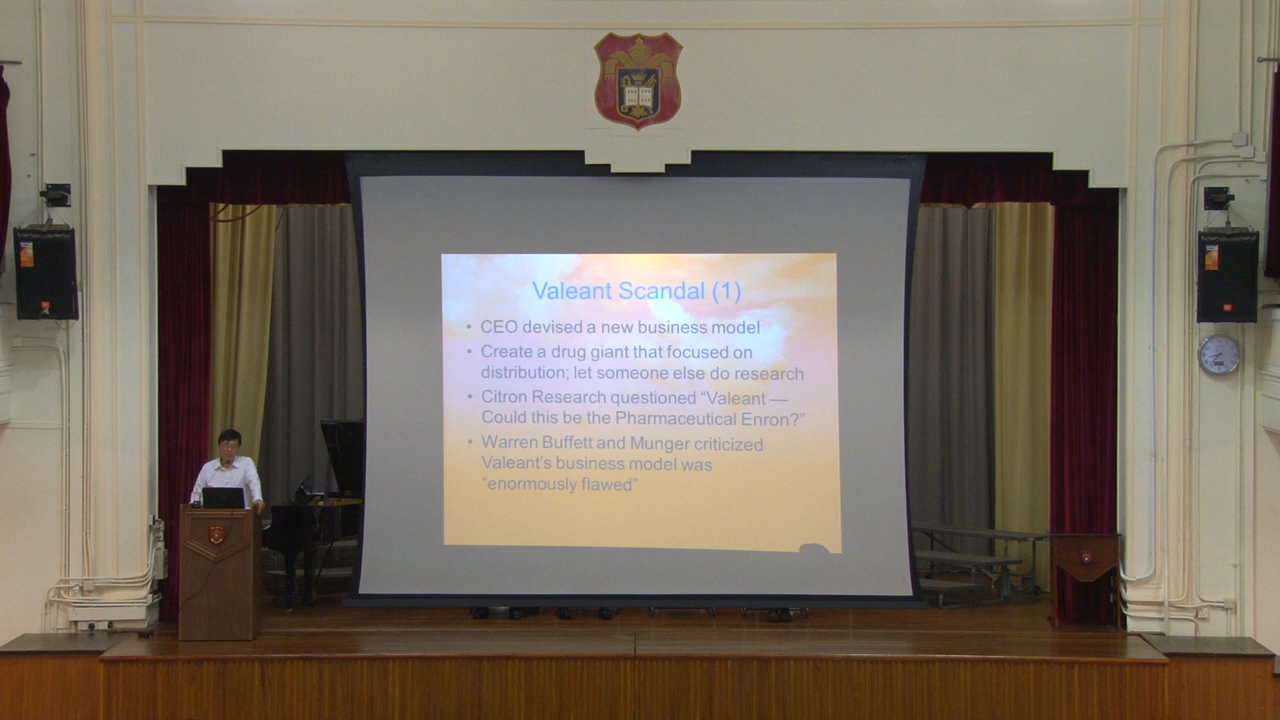 Valeant Scandal (1)
• CEO devised a new business model
• Create a drug giant that focused on
distribution; let someone else do research
• Citron Research questioned “Valeant —
Could this be the Pharmaceutical Enron?”
• Warren Buffett and Munger criticized
Valeant’s business model was
“enormously flawed”